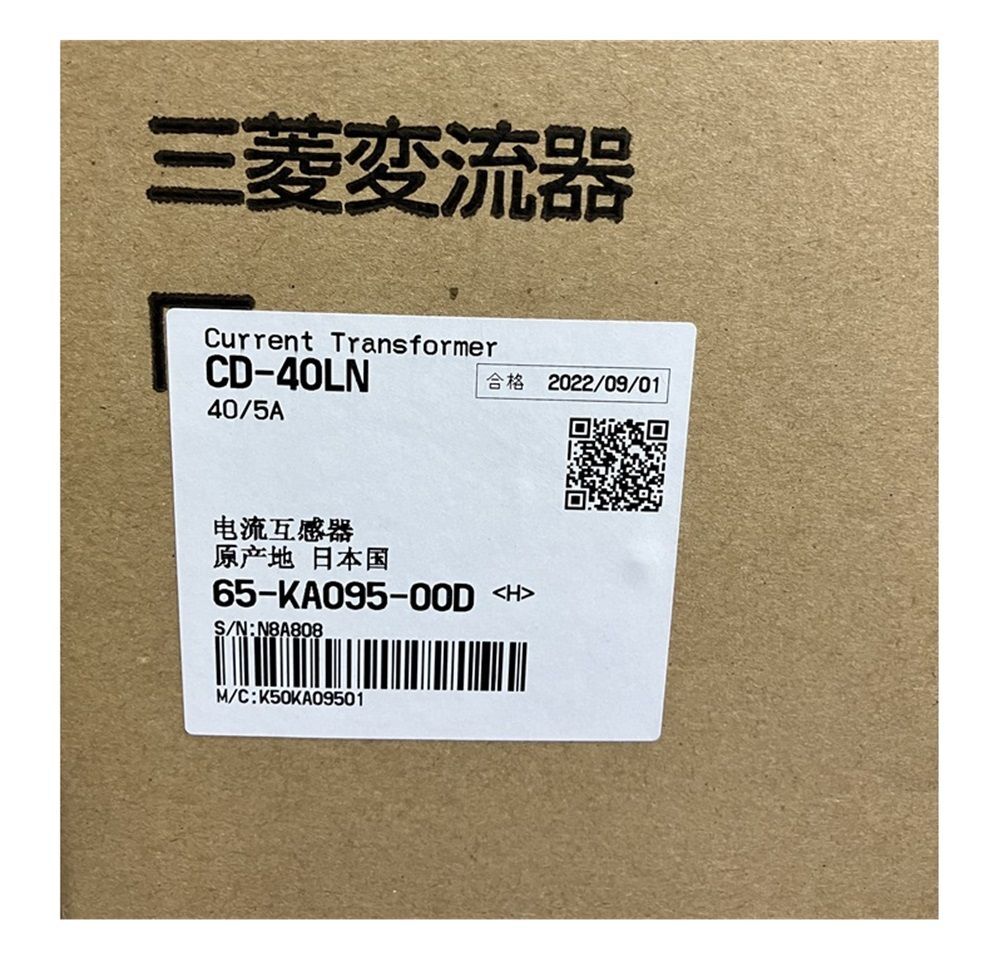 三菱変流器
Current Transformer
CD-40LN
合格 2022/09/01
40/5A
电流互感器
原产地 日本国
65-KA095-00D <H>
S/N:N8A808
M/C:K50KA09501